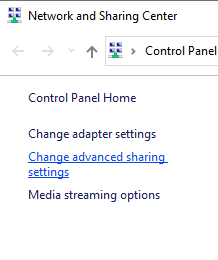 Network and Sharing Center
Control Panel
Control Panel Home
Change adapter settings
Change advanced sharing
settings
Media streaming options